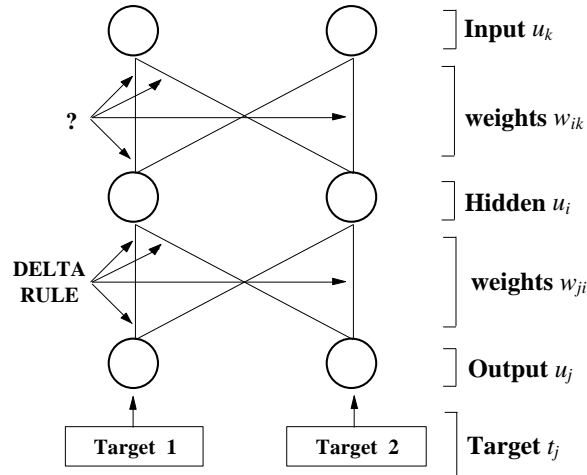 Input u_k
weights w_ik
?
Hidden u_i
DELTA
RULE
weights w_ji
Output u_j
Target 1
Target 2
Target t_j